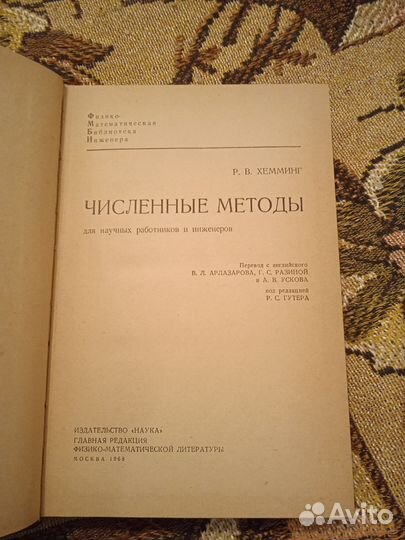 Физико-
Математическая
Библиотека
Инженера
Р. В. ХЕММИНГ
ЧИСЛЕННЫЕ МЕТОДЫ
для научных работников и инженеров
Перевод с английского
В. Л. АРЛАЗАРОВА, Г. С. РАЗИНОЙ
и А. В. УСКОВА
под редакцией
Р. С. ГУТЕРА
ИЗДАТЕЛЬСТВО «НАУКА»
ГЛАВНАЯ РЕДАКЦИЯ
ФИЗИКО-МАТЕМАТИЧЕСКОЙ ЛИТЕРАТУРЫ
МОСКВА 1968
Avito